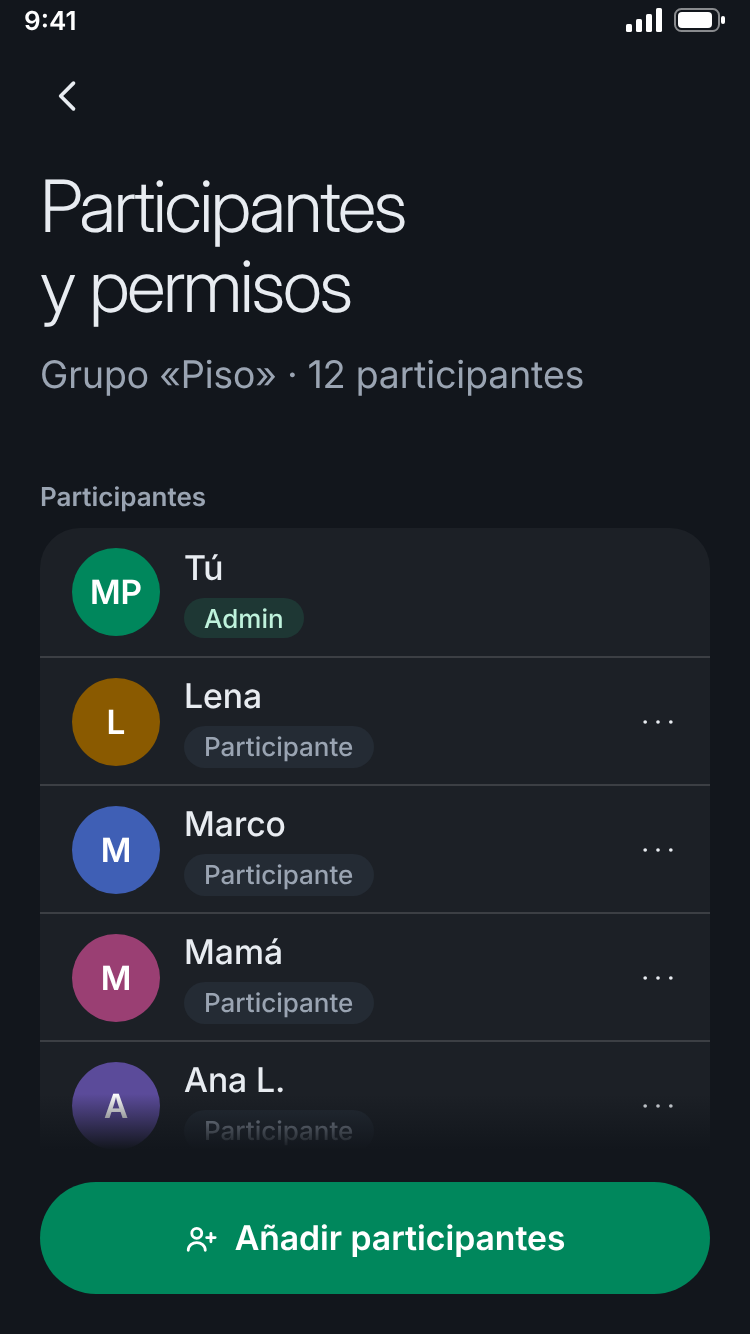 9:41
Participantes
y permisos
Grupo «Piso» · 12 participantes
Participantes
MP
Tú
Admin
L
Lena
Participante
M
Marco
Participante
M
Mamá
Participante
A
Ana L.
Participante
Añadir participantes